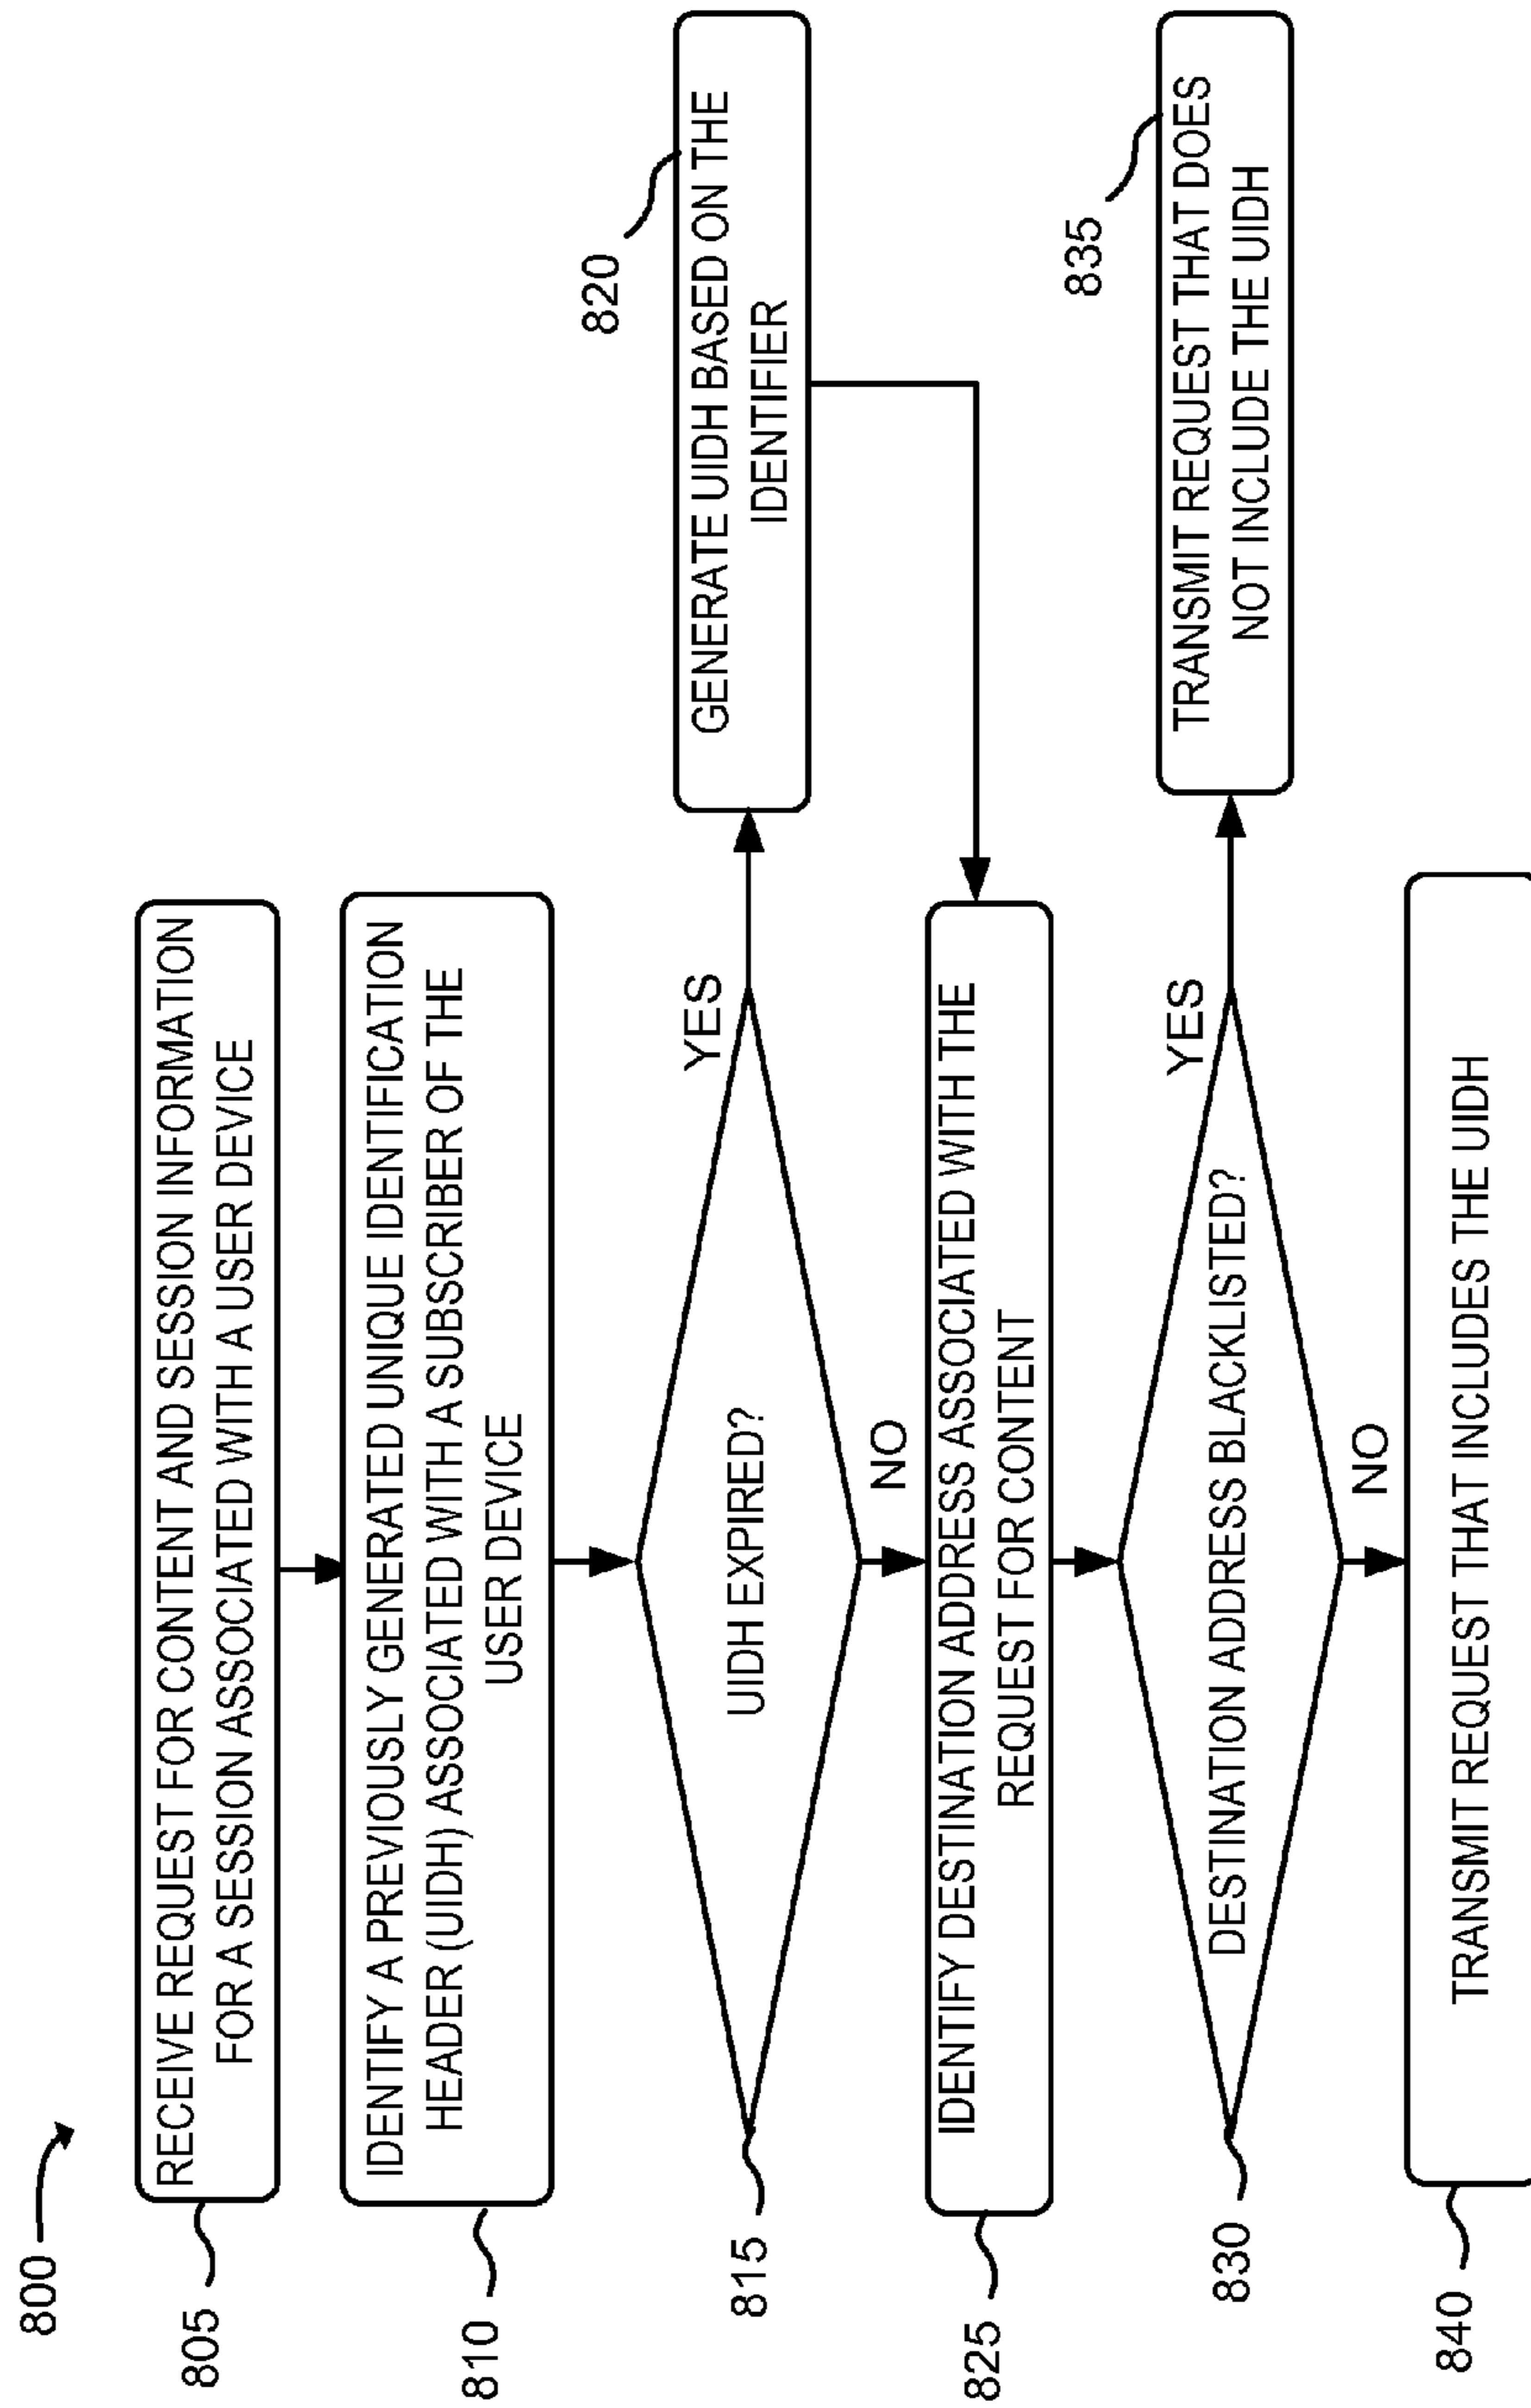 800
805
RECEIVE REQUEST FOR CONTENT AND SESSION INFORMATION
FOR A SESSION ASSOCIATED WITH A USER DEVICE
810
IDENTIFY A PREVIOUSLY GENERATED UNIQUE IDENTIFICATION
HEADER (UIDH) ASSOCIATED WITH A SUBSCRIBER OF THE
USER DEVICE
815
UIDH EXPIRED?
YES
820
GENERATE UIDH BASED ON THE
IDENTIFIER
NO
825
IDENTIFY DESTINATION ADDRESS ASSOCIATED WITH THE
REQUEST FOR CONTENT
830
DESTINATION ADDRESS BLACKLISTED?
YES
835
TRANSMIT REQUEST THAT DOES
NOT INCLUDE THE UIDH
NO
840
TRANSMIT REQUEST THAT INCLUDES THE UIDH